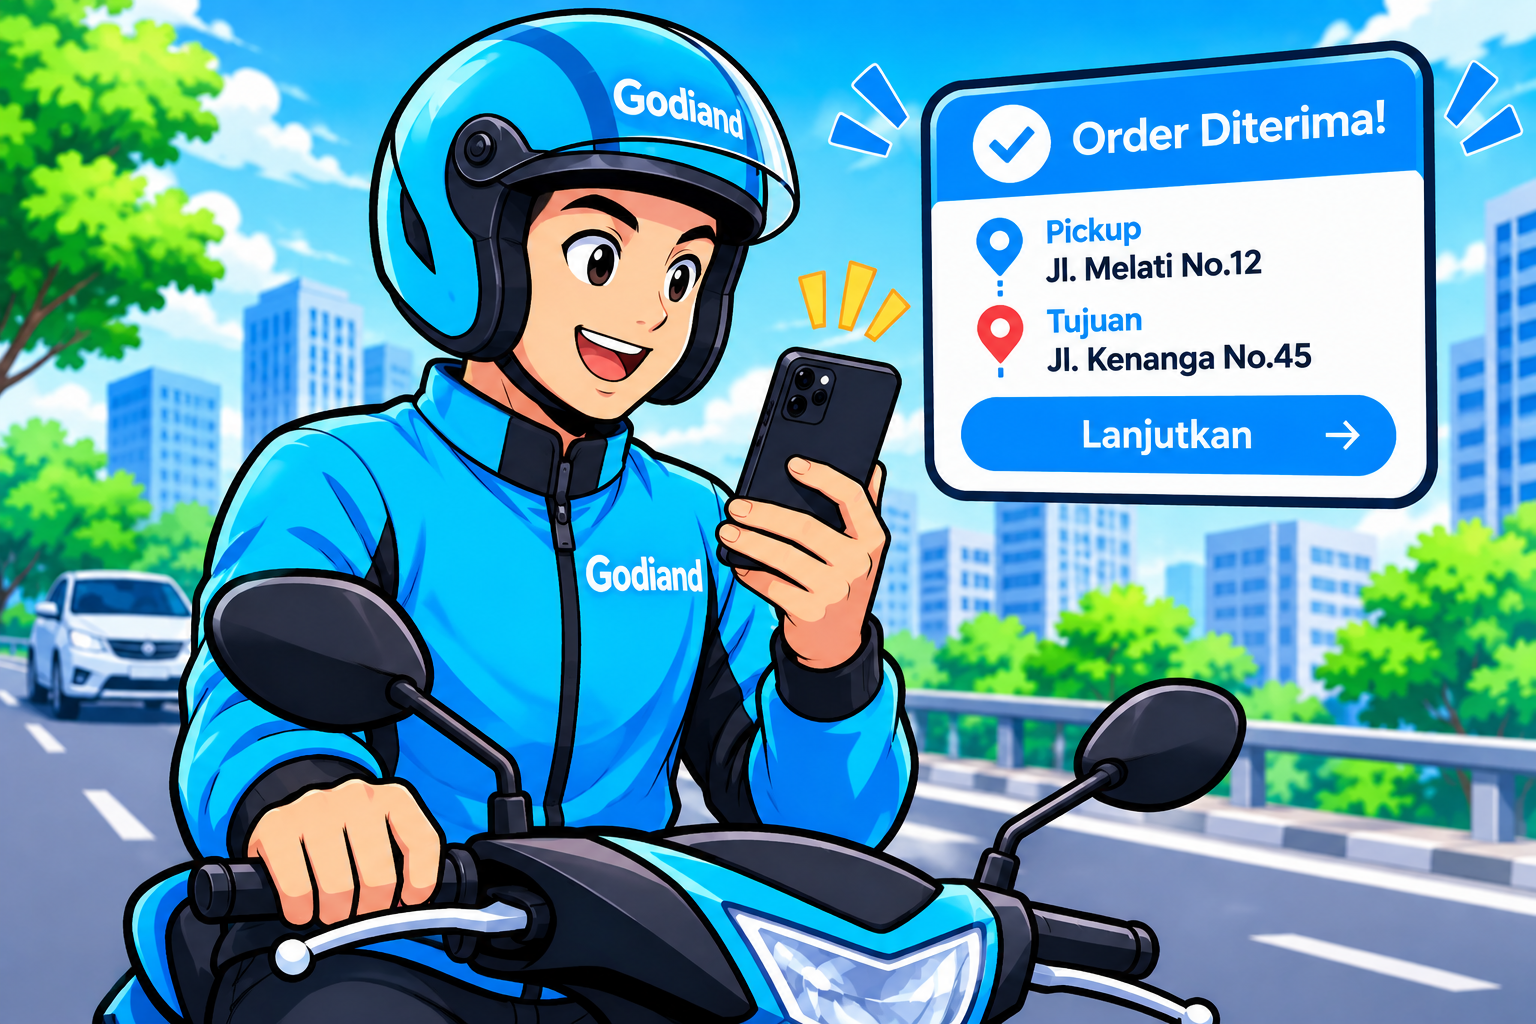 Godiand
Order Diterima!
Pickup
Jl. Melati No.12
Tujuan
Jl. Kenanga No.45
Lanjutkan
Godiand